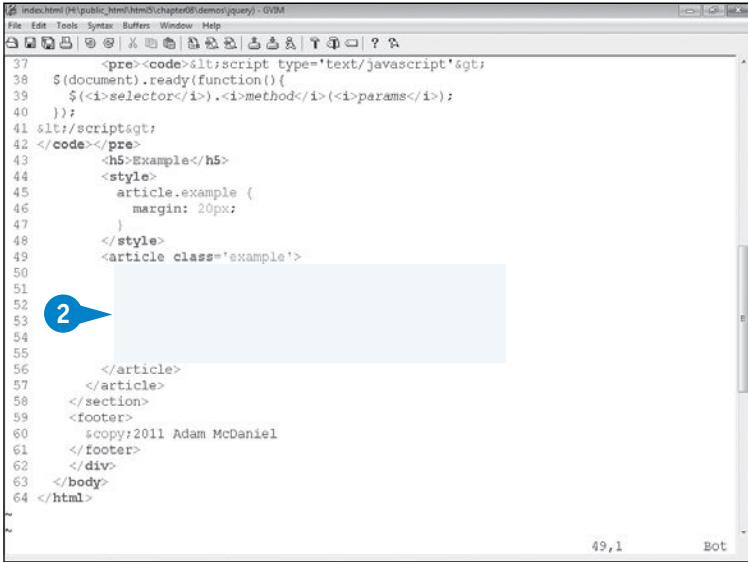 index.html (H:\public_html\html5\chapter08\demos\jquery) - GVIM
File Edit Tools Syntax Buffers Window Help
37 <pre><code>&lt;script type='text/javascript'&gt;
38 $(document).ready(function(){
39 $(<i>selector</i>).<i>method</i>(<i>params</i>);
40 });
41 &lt;/script&gt;
42 </code></pre>
43 <h5>Example</h5>
44 <style>
45 article.example {
46 margin: 20px;
47 }
48 </style>
49 <article class='example'>
50
51
52
2
53
54
55
56 </article>
57 </article>
58 </section>
59 <footer>
60 &copy;2011 Adam McDaniel
61 </footer>
62 </div>
63 </body>
64 </html>
~
~
49,1 Bot